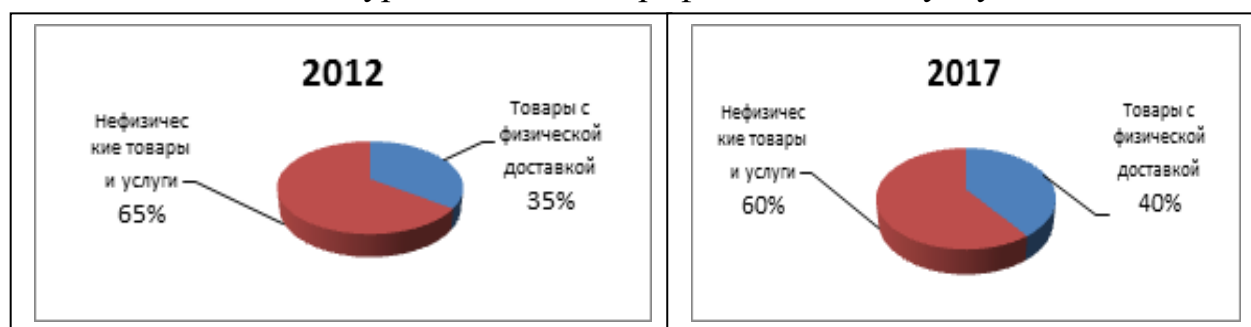 2012
Нефизичес
кие товары
и услуги
65%
Товары с
физической
доставкой
35%
2017
Нефизичес
кие товары
и услуги
60%
Товары с
физической
доставкой
40%